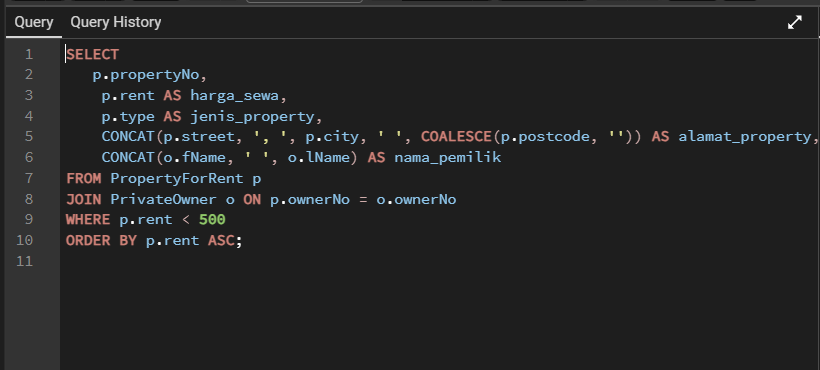 Query Query History
1 SELECT
2 p.propertyNo,
3 p.rent AS harga_sewa,
4 p.type AS jenis_property,
5 CONCAT(p.street, ', ', p.city, ' ', COALESCE(p.postcode, '')) AS alamat_property,
6 CONCAT(o.fName, ' ', o.lName) AS nama_pemilik
7 FROM PropertyForRent p
8 JOIN PrivateOwner o ON p.ownerNo = o.ownerNo
9 WHERE p.rent < 500
10 ORDER BY p.rent ASC;
11